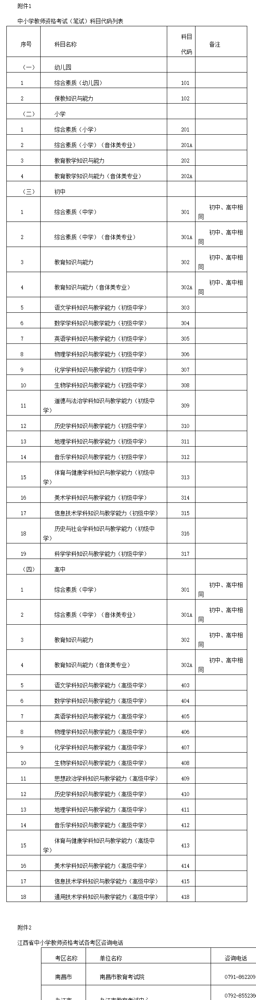 附件1
中小学教师资格考试（笔试）科目代码列表
序号 科目名称 科目代码 备注
（一） 幼儿园
1 综合素质（幼儿园） 101
2 保教知识与能力 102
（二） 小学
1 综合素质（小学） 201
2 综合素质（小学）（音体美专业） 201A
3 教育教学知识与能力 202
4 教育教学知识与能力（音体美专业） 202A
（三） 初中
1 综合素质（中学） 301 初中、高中相同
2 综合素质（中学）（音体美专业） 301A 初中、高中相同
3 教育知识与能力 302 初中、高中相同
4 教育知识与能力（音体美专业） 302A 初中、高中相同
5 语文学科知识与教学能力（初级中学） 303
6 数学学科知识与教学能力（初级中学） 304
7 英语学科知识与教学能力（初级中学） 305
8 物理学科知识与教学能力（初级中学） 306
9 化学学科知识与教学能力（初级中学） 307
10 生物学科知识与教学能力（初级中学） 308
11 道德与法治学科知识与教学能力（初级中学） 309
12 历史学科知识与教学能力（初级中学） 310
13 地理学科知识与教学能力（初级中学） 311
14 音乐学科知识与教学能力（初级中学） 312
15 体育与健康学科知识与教学能力（初级中学） 313
16 美术学科知识与教学能力（初级中学） 314
17 信息技术学科知识与教学能力（初级中学） 315
18 历史与社会学科知识与教学能力（初级中学） 316
19 科学学科知识与教学能力（初级中学） 317
（四） 高中
1 综合素质（中学） 301 初中、高中相同
2 综合素质（中学）（音体美专业） 301A 初中、高中相同
3 教育知识与能力 302 初中、高中相同
4 教育知识与能力（音体美专业） 302A 初中、高中相同
5 语文学科知识与教学能力（高级中学） 403
6 数学学科知识与教学能力（高级中学） 404
7 英语学科知识与教学能力（高级中学） 405
8 物理学科知识与教学能力（高级中学） 406
9 化学学科知识与教学能力（高级中学） 407
10 生物学科知识与教学能力（高级中学） 408
11 思想政治学科知识与教学能力（高级中学） 409
12 历史学科知识与教学能力（高级中学） 410
13 地理学科知识与教学能力（高级中学） 411
14 音乐学科知识与教学能力（高级中学） 412
15 体育与健康学科知识与教学能力（高级中学） 413
16 美术学科知识与教学能力（高级中学） 414
17 信息技术学科知识与教学能力（高级中学） 415
18 通用技术学科知识与教学能力（高级中学） 418
附件2
江西省中小学教师资格考试各考区咨询电话
考区名称 单位名称 咨询电话
南昌市 南昌市教育考试院 0791-862209
九江市 九江市教育考试中心 0792-855236